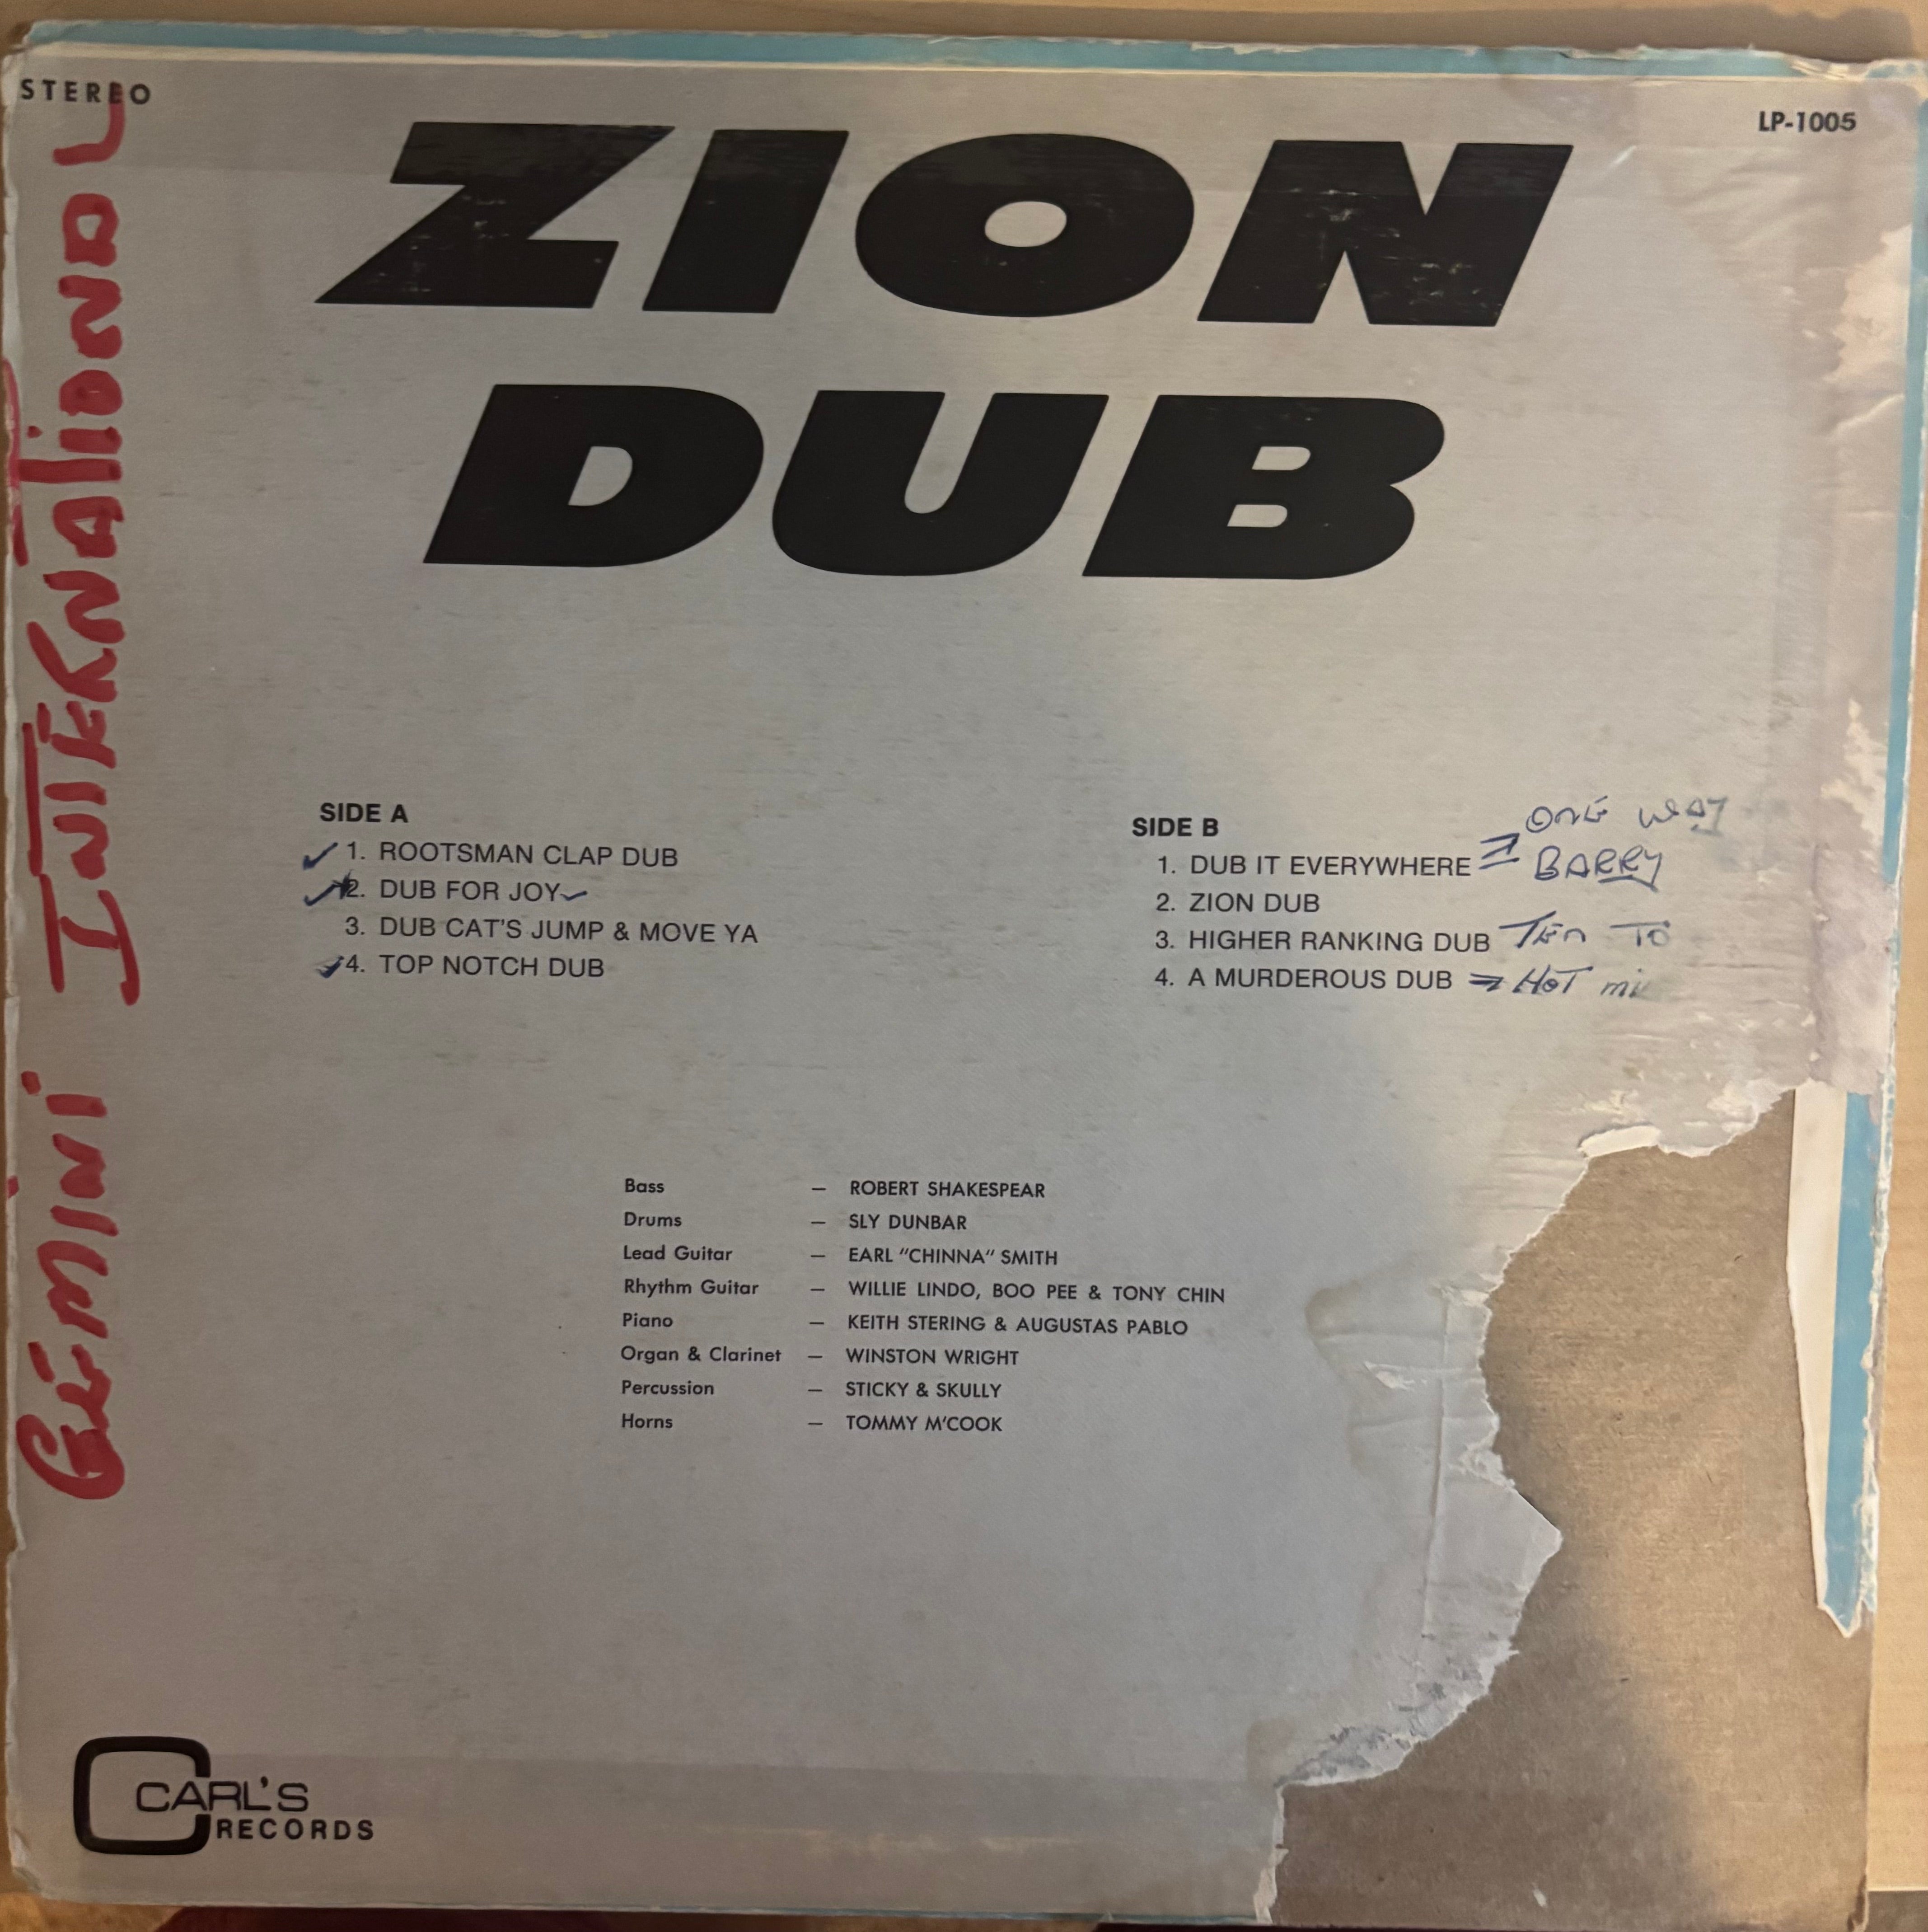 STEREO
LP-1005
ZION
DUB
GEMINI INTERNATIONAL
SIDE A
1. ROOTSMAN CLAP DUB
2. DUB FOR JOY
3. DUB CAT'S JUMP & MOVE YA
4. TOP NOTCH DUB
SIDE B
ONE WAY
1. DUB IT EVERYWHERE BARRY
2. ZION DUB
3. HIGHER RANKING DUB TO
4. A MURDEROUS DUB HOT
Bass — ROBERT SHAKESPEAR
Drums — SLY DUNBAR
Lead Guitar — EARL "CHINNA" SMITH
Rhythm Guitar — WILLIE LINDO, BOO PEE & TONY CHIN
Piano — KEITH STERING & AUGUSTAS PABLO
Organ & Clarinet — WINSTON WRIGHT
Percussion — STICKY & SKULLY
Horns — TOMMY M'COOK
CARL'S
RECORDS